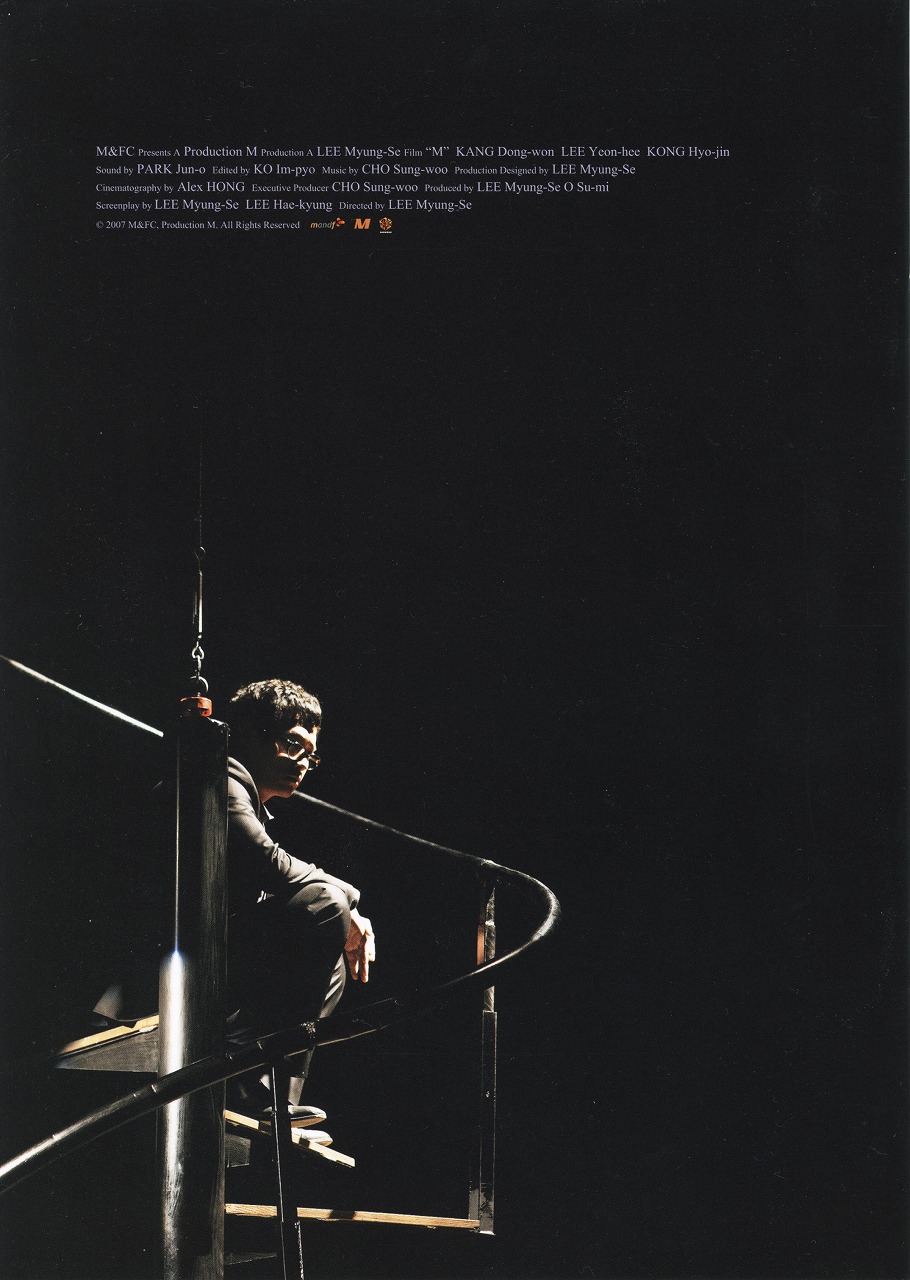 M&FC Presents A Production M Production A LEE Myung-Se Film “M” KANG Dong-won LEE Yeon-hee KONG Hyo-jin
Sound by PARK Jun-o Edited by KO Im-pyo Music by CHO Sung-woo Production Designed by LEE Myung-Se
Cinematography by Alex HONG Executive Producer CHO Sung-woo Produced by LEE Myung-Se O Su-mi
Screenplay by LEE Myung-Se LEE Hae-kyung Directed by LEE Myung-Se
© 2007 M&FC, Production M. All Rights Reserved mandf M